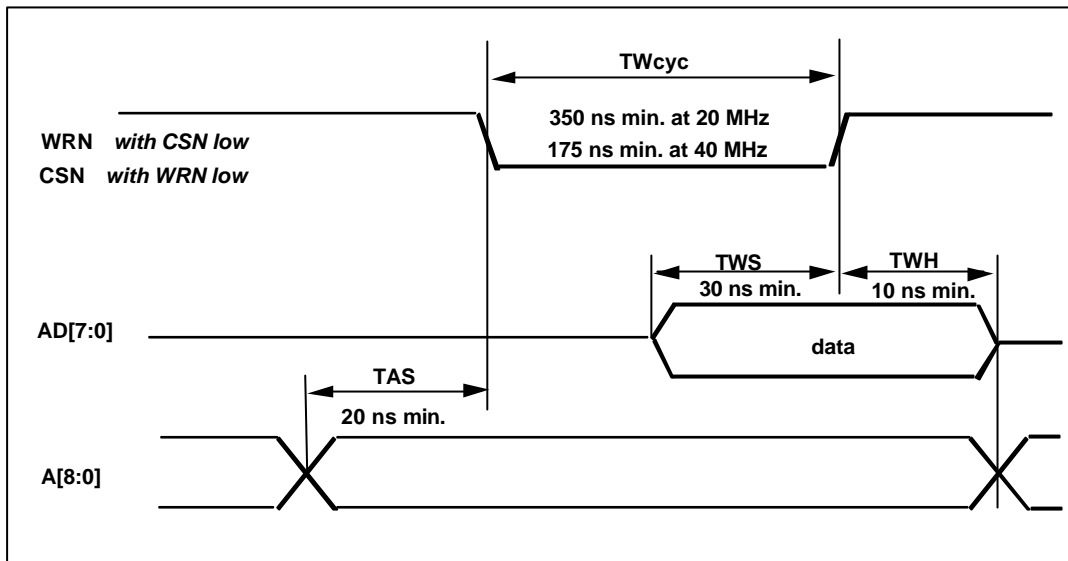 TWcyc
350 ns min. at 20 MHz
WRN with CSN low
175 ns min. at 40 MHz
CSN with WRN low
TWS
TWH
30 ns min.
10 ns min.
AD[7:0]
data
TAS
20 ns min.
A[8:0]